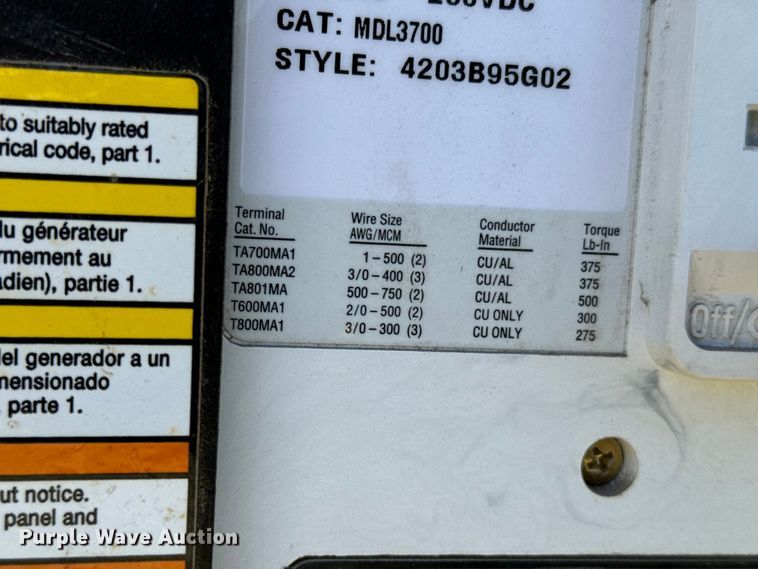 250VDC
CAT: MDL3700
STYLE: 4203B95G02
to suitably rated
rical code, part 1.
du générateur
rmement au
adien), partie 1.
del generador a un
mensionado
, parte 1.
ut notice.
panel and
Terminal Cat. No. Wire Size AWG/MCM Conductor Material Torque Lb-In
TA700MA1 1-500 (2) CU/AL 375
TA800MA2 3/0-400 (3) CU/AL 375
TA801MA 500-750 (2) CU/AL 500
T600MA1 2/0-500 (2) CU ONLY 300
T800MA1 3/0-300 (3) CU ONLY 275
Off/
Purple Wave Auction